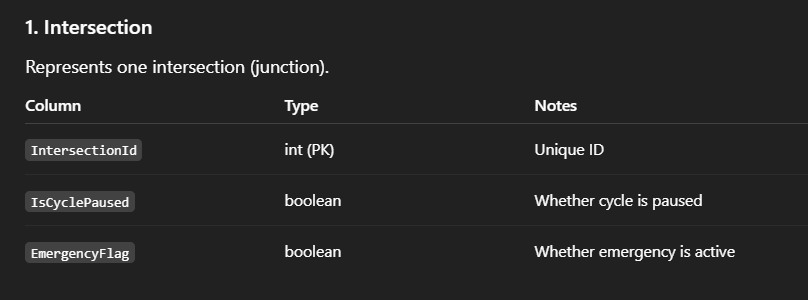 1. Intersection
Represents one intersection (junction).
Column Type Notes
IntersectionId int (PK) Unique ID
IsCyclePaused boolean Whether cycle is paused
EmergencyFlag boolean Whether emergency is active